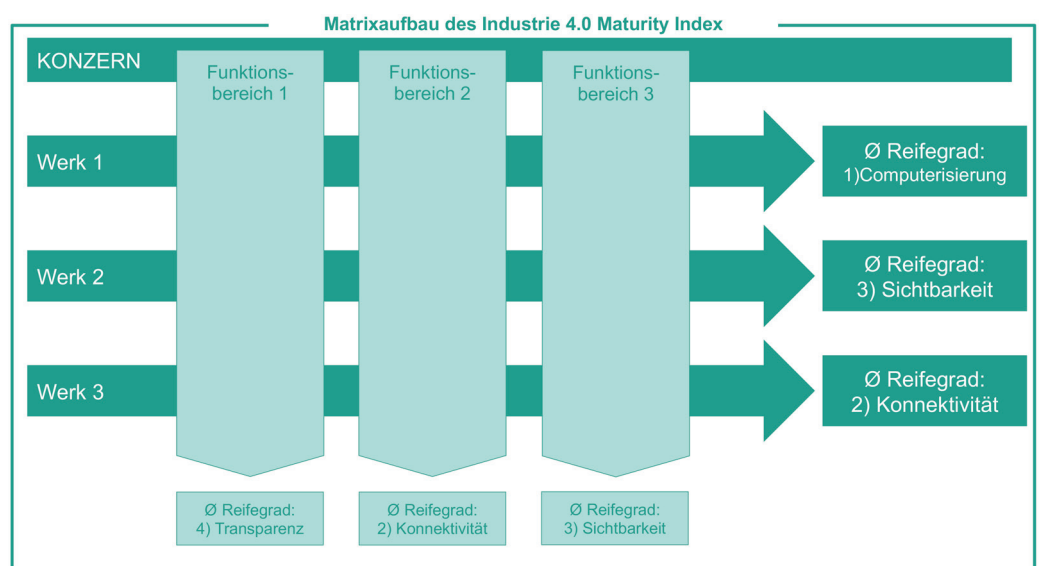 Matrixaufbau des Industrie 4.0 Maturity Index
KONZERN
Funktions-
bereich 1
Funktions-
bereich 2
Funktions-
bereich 3
Werk 1
Ø Reifegrad:
1)Computerisierung
Werk 2
Ø Reifegrad:
3) Sichtbarkeit
Werk 3
Ø Reifegrad:
2) Konnektivität
Ø Reifegrad:
4) Transparenz
Ø Reifegrad:
2) Konnektivität
Ø Reifegrad:
3) Sichtbarkeit